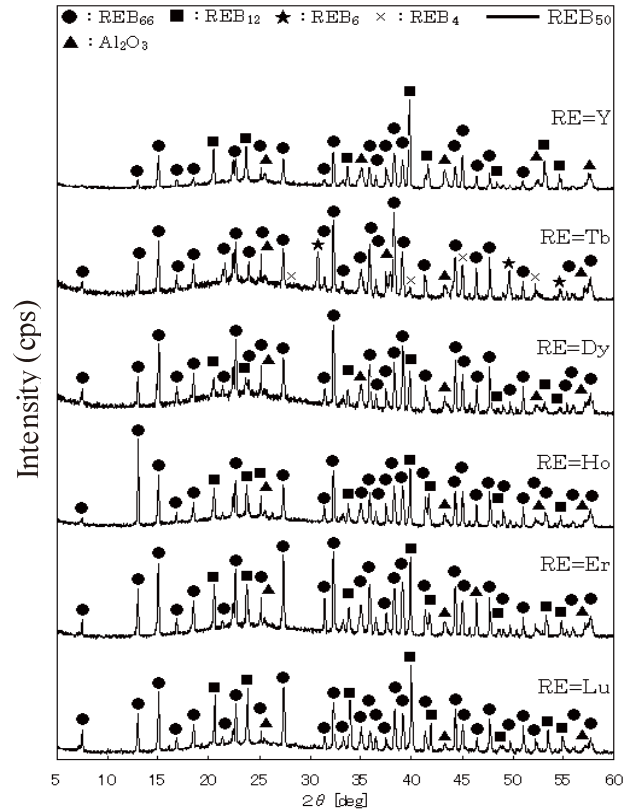 ● : REB₆₆ ■ : REB₁₂ ★ : REB₆ × : REB₄ — REB₅₀
▲ : Al₂O₃
RE=Y
RE=Tb
RE=Dy
RE=Ho
RE=Er
RE=Lu
Intensity (cps)
5 10 15 20 25 30 35 40 45 50 55 60
2θ [deg]